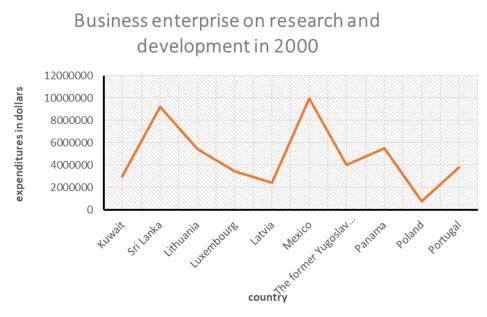 Business enterprise on research and
development in 2000
expenditures in dollars
12000000
10000000
8000000
6000000
4000000
2000000
0
Kuwait
Sri Lanka
Lithuania
Luxembourg
Latvia
Mexico
The former Yugoslav...
Panama
Poland
Portugal
country